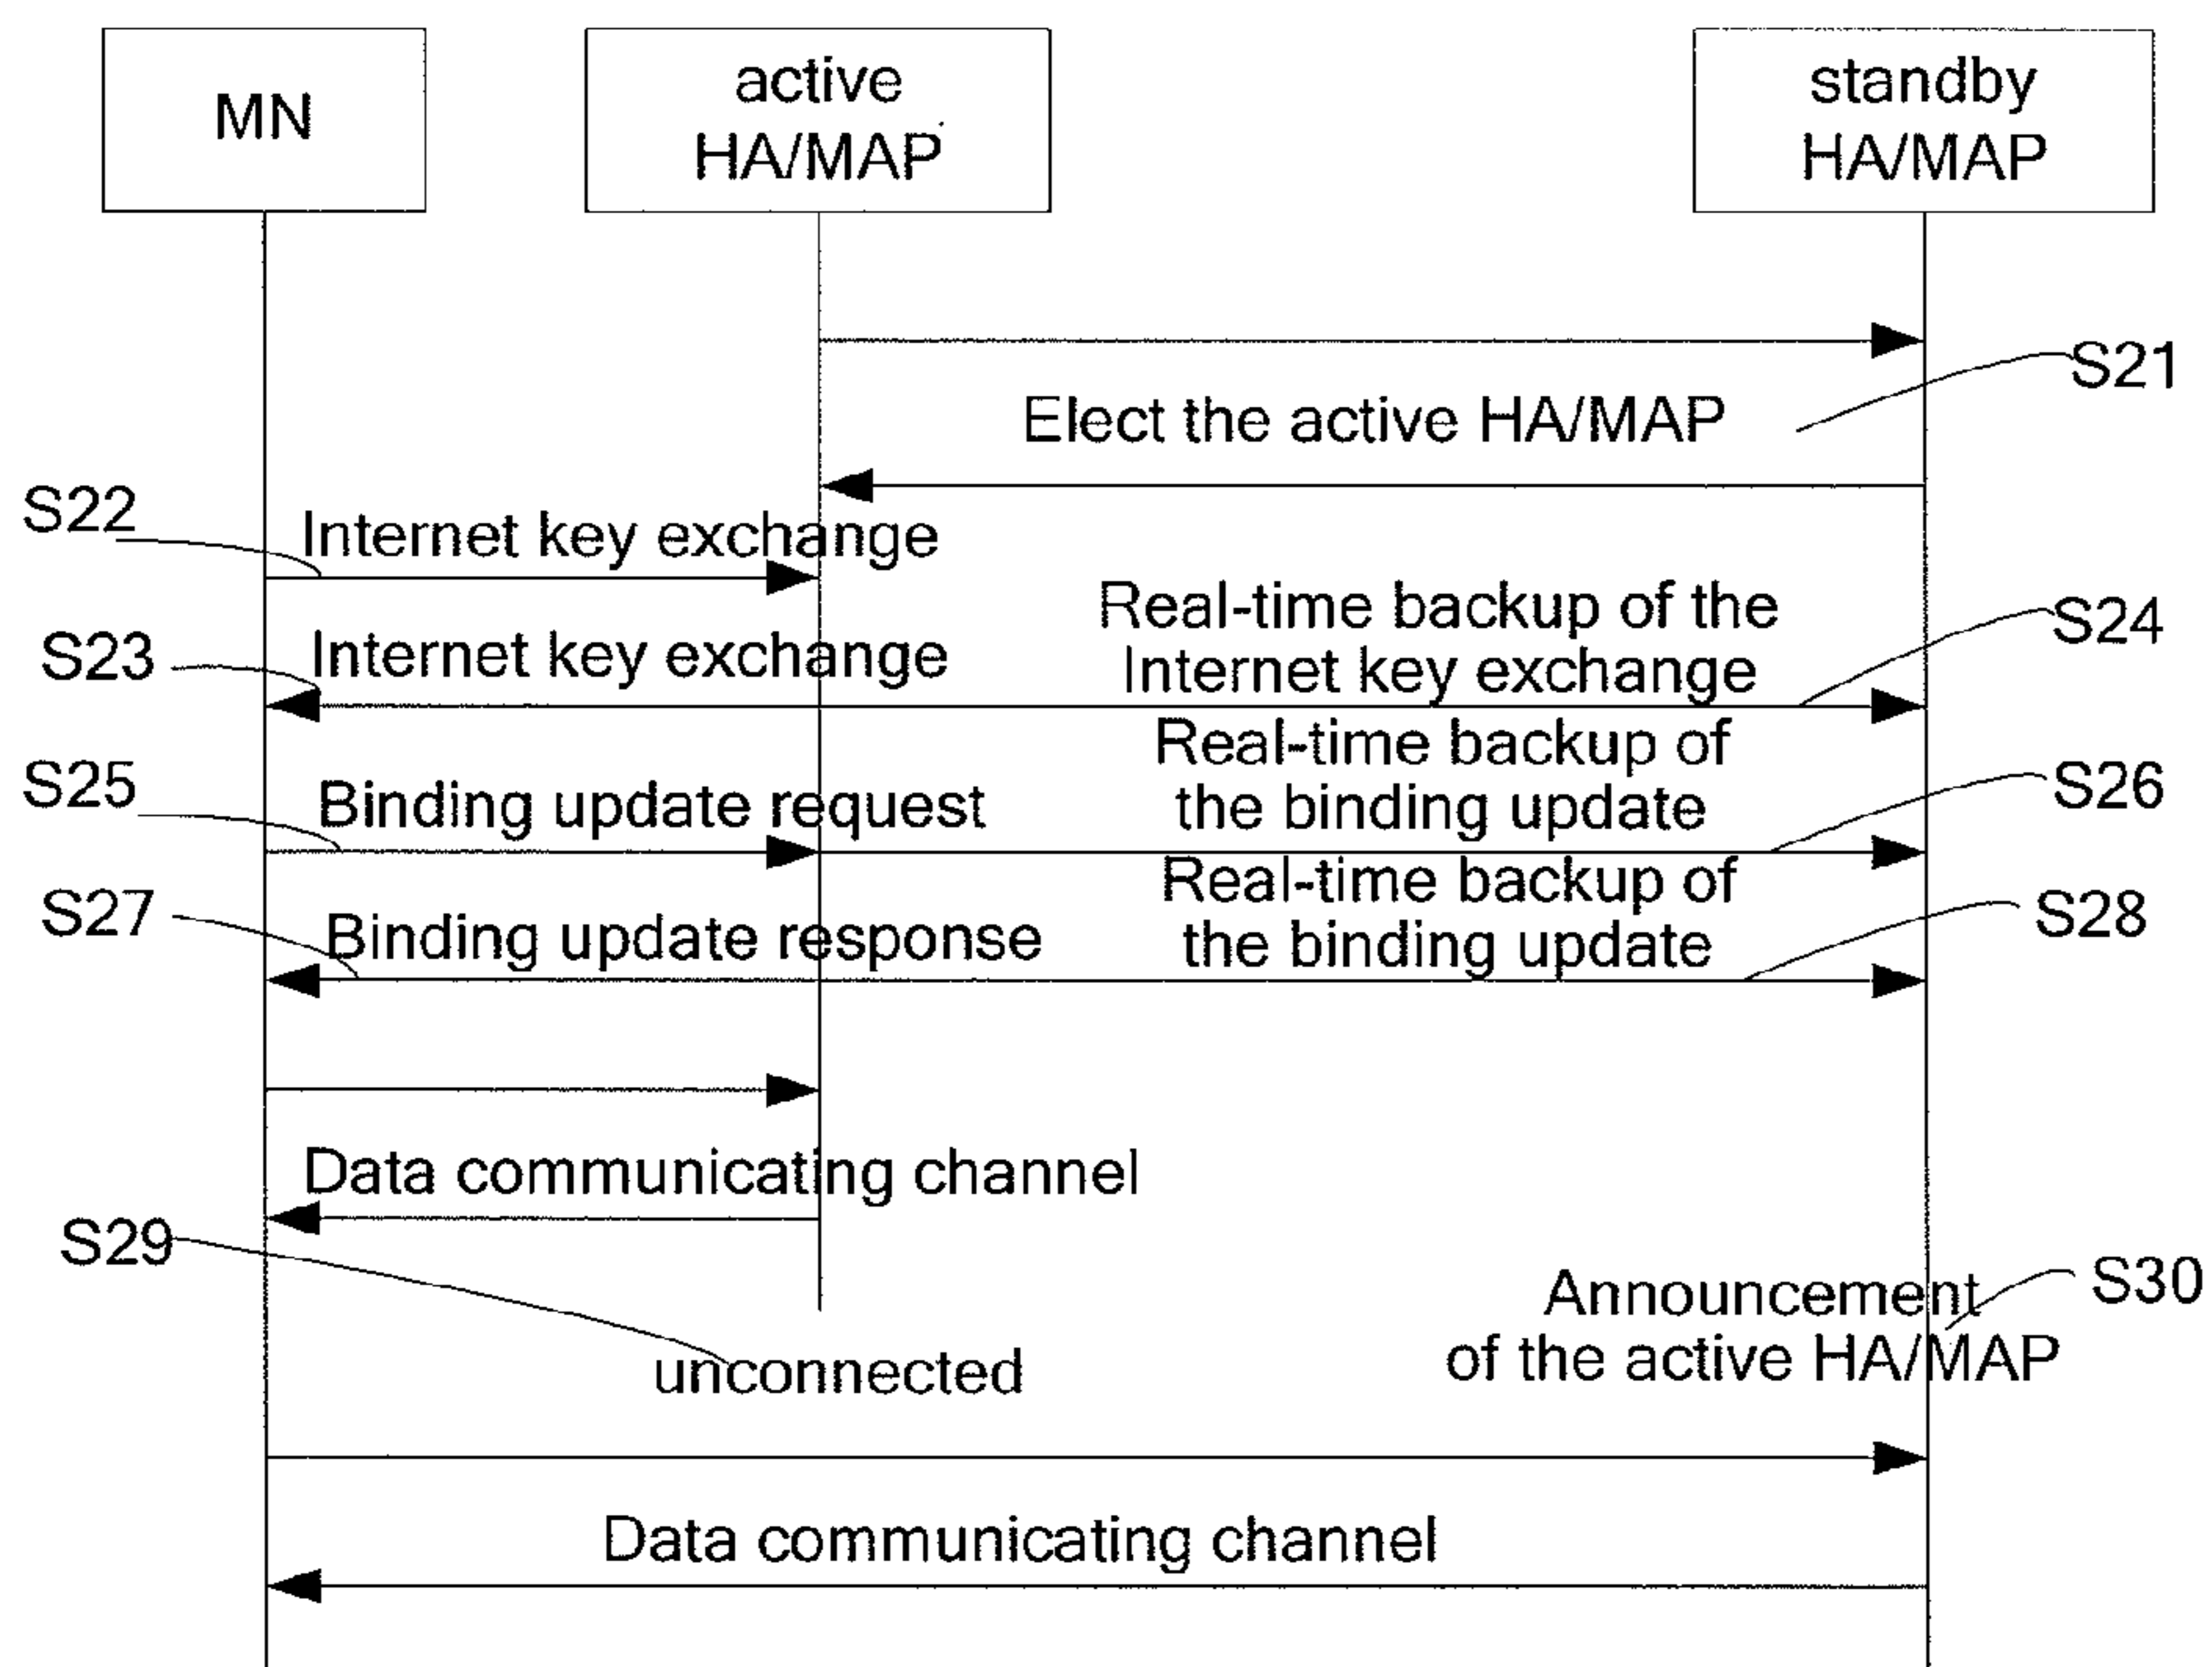 MN
active
HA/MAP
standby
HA/MAP
S21
Elect the active HA/MAP
S22
Internet key exchange
S23
Internet key exchange
Real-time backup of the
Internet key exchange
S24
S25
Binding update request
Real-time backup of
the binding update
S26
S27
Binding update response
Real-time backup of
the binding update
S28
Data communicating channel
S29
unconnected
Announcement
of the active HA/MAP
S30
Data communicating channel